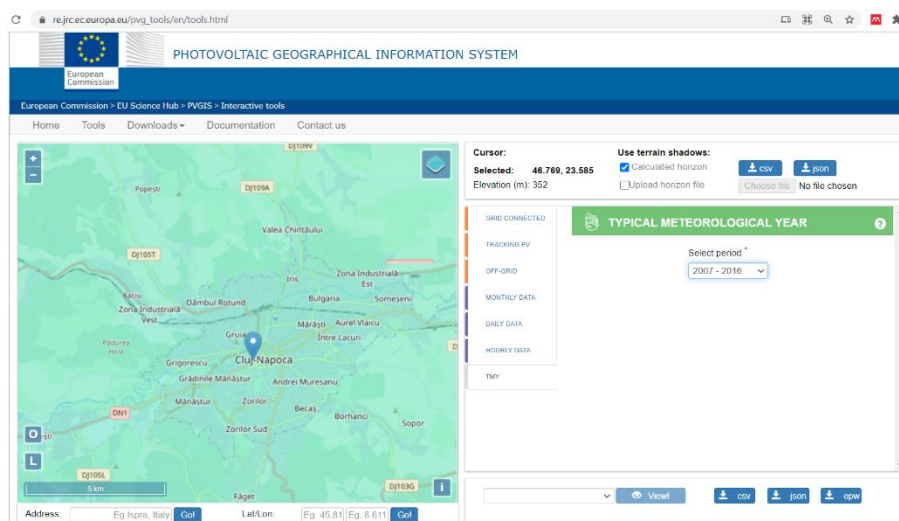 re.jrc.ec.europa.eu/pvg_tools/en/tools.html
PHOTOVOLTAIC GEOGRAPHICAL INFORMATION SYSTEM
European
Commission
European Commission > EU Science Hub > PVGIS > Interactive tools
Home Tools Downloads Documentation Contact us
+
−
DJ109V
Popești
DJ109A
Valea Chintăului
DJ105T
Zona Industrială
Est
Iris
Baciu
Dâmbul Rotund
Bulgaria
Someșeni
Zona Industrială
Vest
Mărăști
Aurel Vlaicu
Gruia
Între Lacuri
Pădurea
Hoia
Cluj-Napoca
Grigorescu
Grădinile Mănăștur
Andrei Mureșanu
Mănăștur
Zorilor
DN1
Becaș
Borhanci
Sopor
Zorilor Sud
O
L
DJ105L
5 km
Făget
DJ103G
i
Address: Eg.Ispra, Italy Go! Lat/Lon: Eg. 45.81 Eg. 8.611 Go!
Cursor:
Selected: 46.769, 23.585
Elevation (m): 352
Use terrain shadows:
Calculated horizon
Upload horizon file
csv json
Choose file No file chosen
GRID CONNECTED
TRACKING PV
OFF-GRID
MONTHLY DATA
DAILY DATA
HOURLY DATA
TMY
TYPICAL METEOROLOGICAL YEAR ?
Select period *
2007 - 2016
View! csv json epw